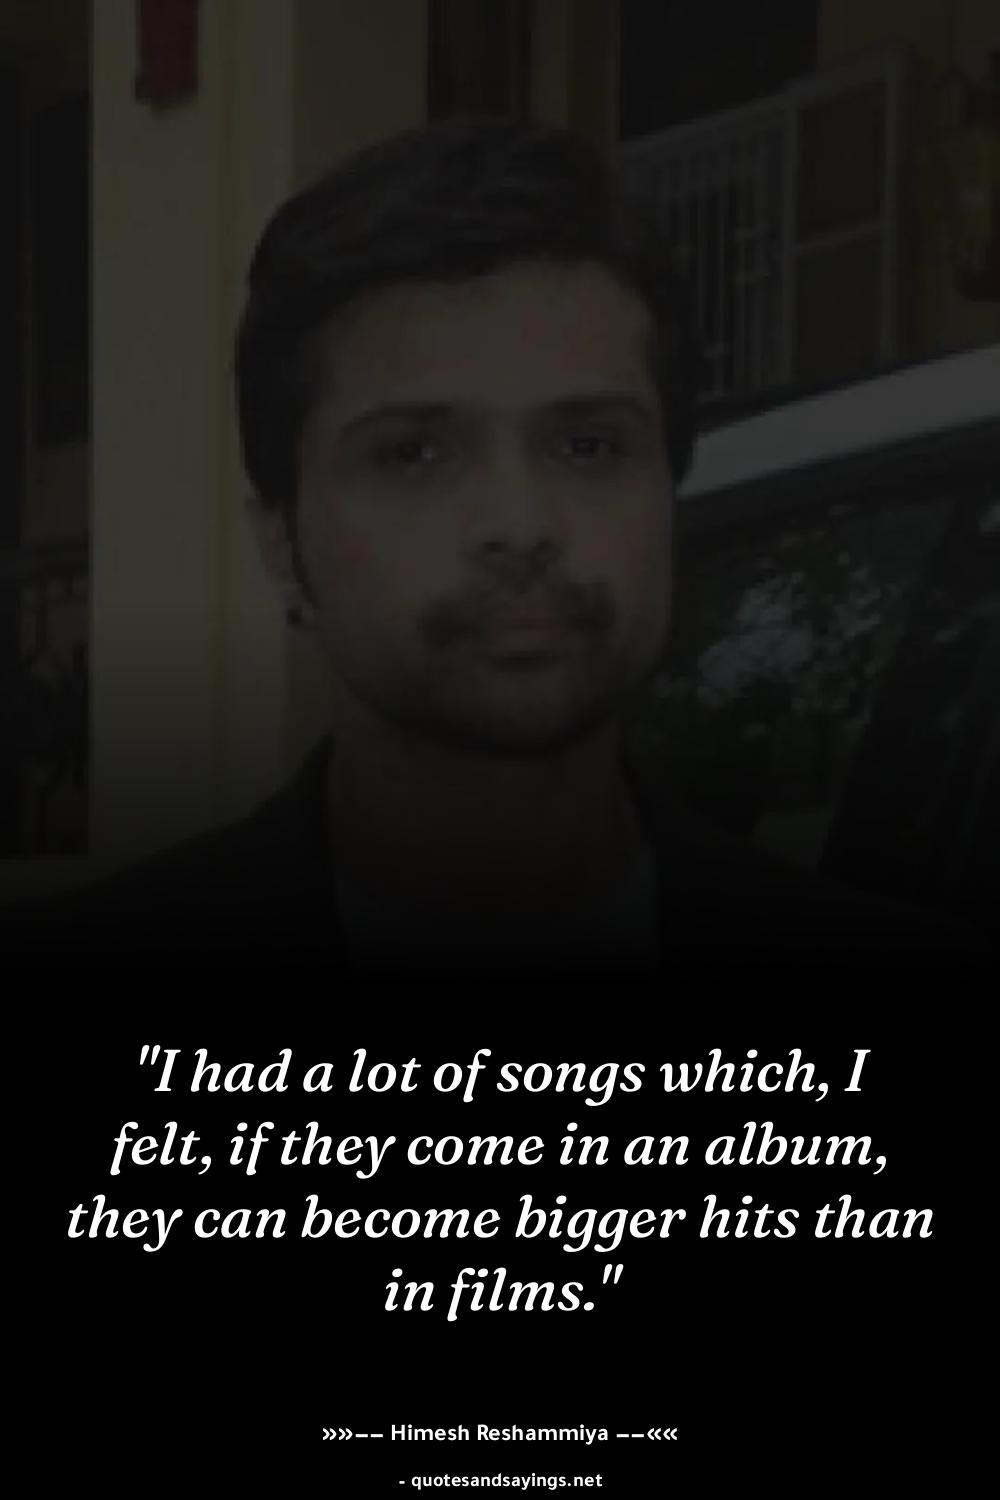 "I had a lot of songs which, I
felt, if they come in an album,
they can become bigger hits than
in films."
»»–– Himesh Reshammiya ––««
- quotesandsayings.net